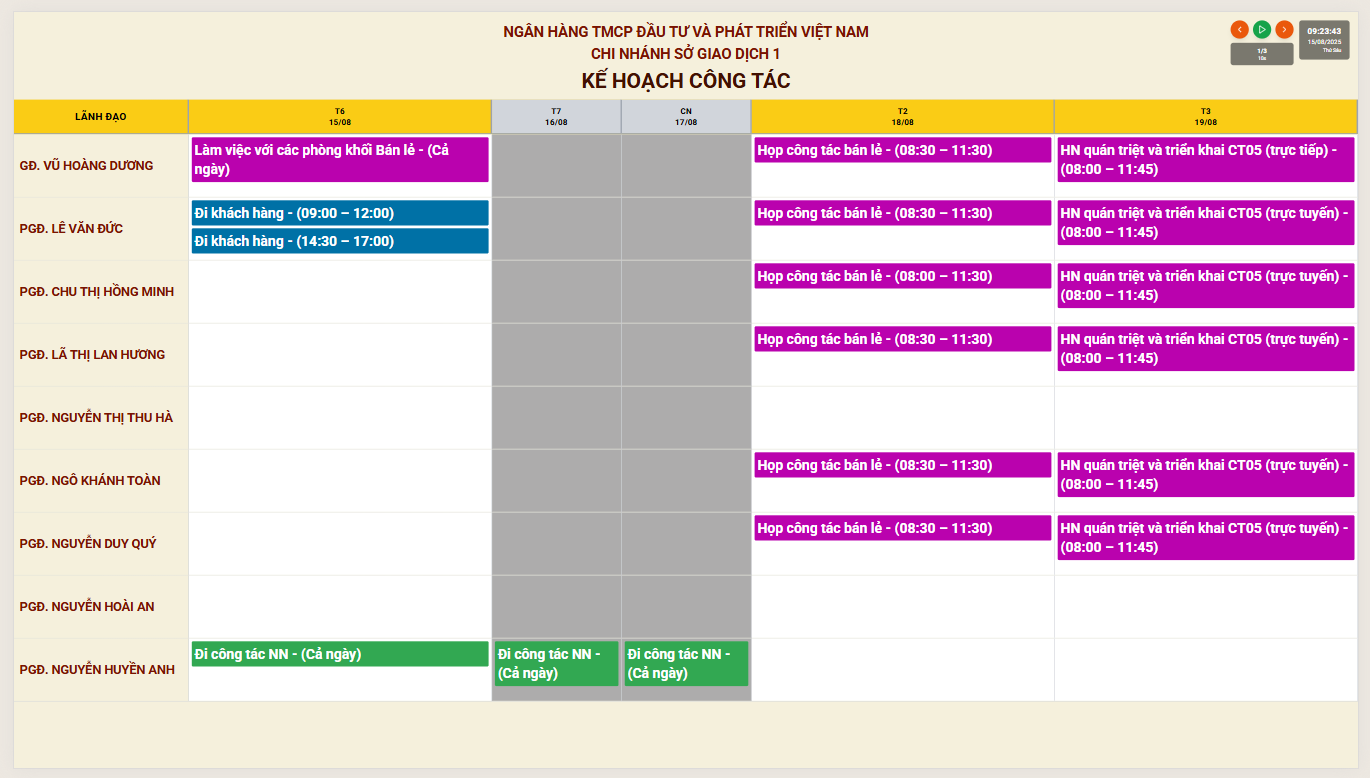 NGÂN HÀNG TMCP ĐẦU TƯ VÀ PHÁT TRIỂN VIỆT NAM
CHI NHÁNH SỞ GIAO DỊCH 1
KẾ HOẠCH CÔNG TÁC
1/3
10s
09:23:43
15/08/2025
Thứ Sáu
LÃNH ĐẠO
T6
15/08
T7
16/08
CN
17/08
T2
18/08
T3
19/08
GĐ. VŨ HOÀNG DƯƠNG
Làm việc với các phòng khối Bán lẻ - (Cả
ngày)
Họp công tác bán lẻ - (08:30 – 11:30)
HN quán triệt và triển khai CT05 (trực tiếp) -
(08:00 – 11:45)
PGĐ. LÊ VĂN ĐỨC
Đi khách hàng - (09:00 – 12:00)
Đi khách hàng - (14:30 – 17:00)
Họp công tác bán lẻ - (08:30 – 11:30)
HN quán triệt và triển khai CT05 (trực tuyến) -
(08:00 – 11:45)
PGĐ. CHU THỊ HỒNG MINH
Họp công tác bán lẻ - (08:00 – 11:30)
HN quán triệt và triển khai CT05 (trực tuyến) -
(08:00 – 11:45)
PGĐ. LÃ THỊ LAN HƯƠNG
Họp công tác bán lẻ - (08:30 – 11:30)
HN quán triệt và triển khai CT05 (trực tuyến) -
(08:00 – 11:45)
PGĐ. NGUYỄN THỊ THU HÀ
PGĐ. NGÔ KHÁNH TOÀN
Họp công tác bán lẻ - (08:30 – 11:30)
HN quán triệt và triển khai CT05 (trực tuyến) -
(08:00 – 11:45)
PGĐ. NGUYỄN DUY QUÝ
Họp công tác bán lẻ - (08:30 – 11:30)
HN quán triệt và triển khai CT05 (trực tuyến) -
(08:00 – 11:45)
PGĐ. NGUYỄN HOÀI AN
PGĐ. NGUYỄN HUYỀN ANH
Đi công tác NN - (Cả ngày)
Đi công tác NN -
(Cả ngày)
Đi công tác NN -
(Cả ngày)